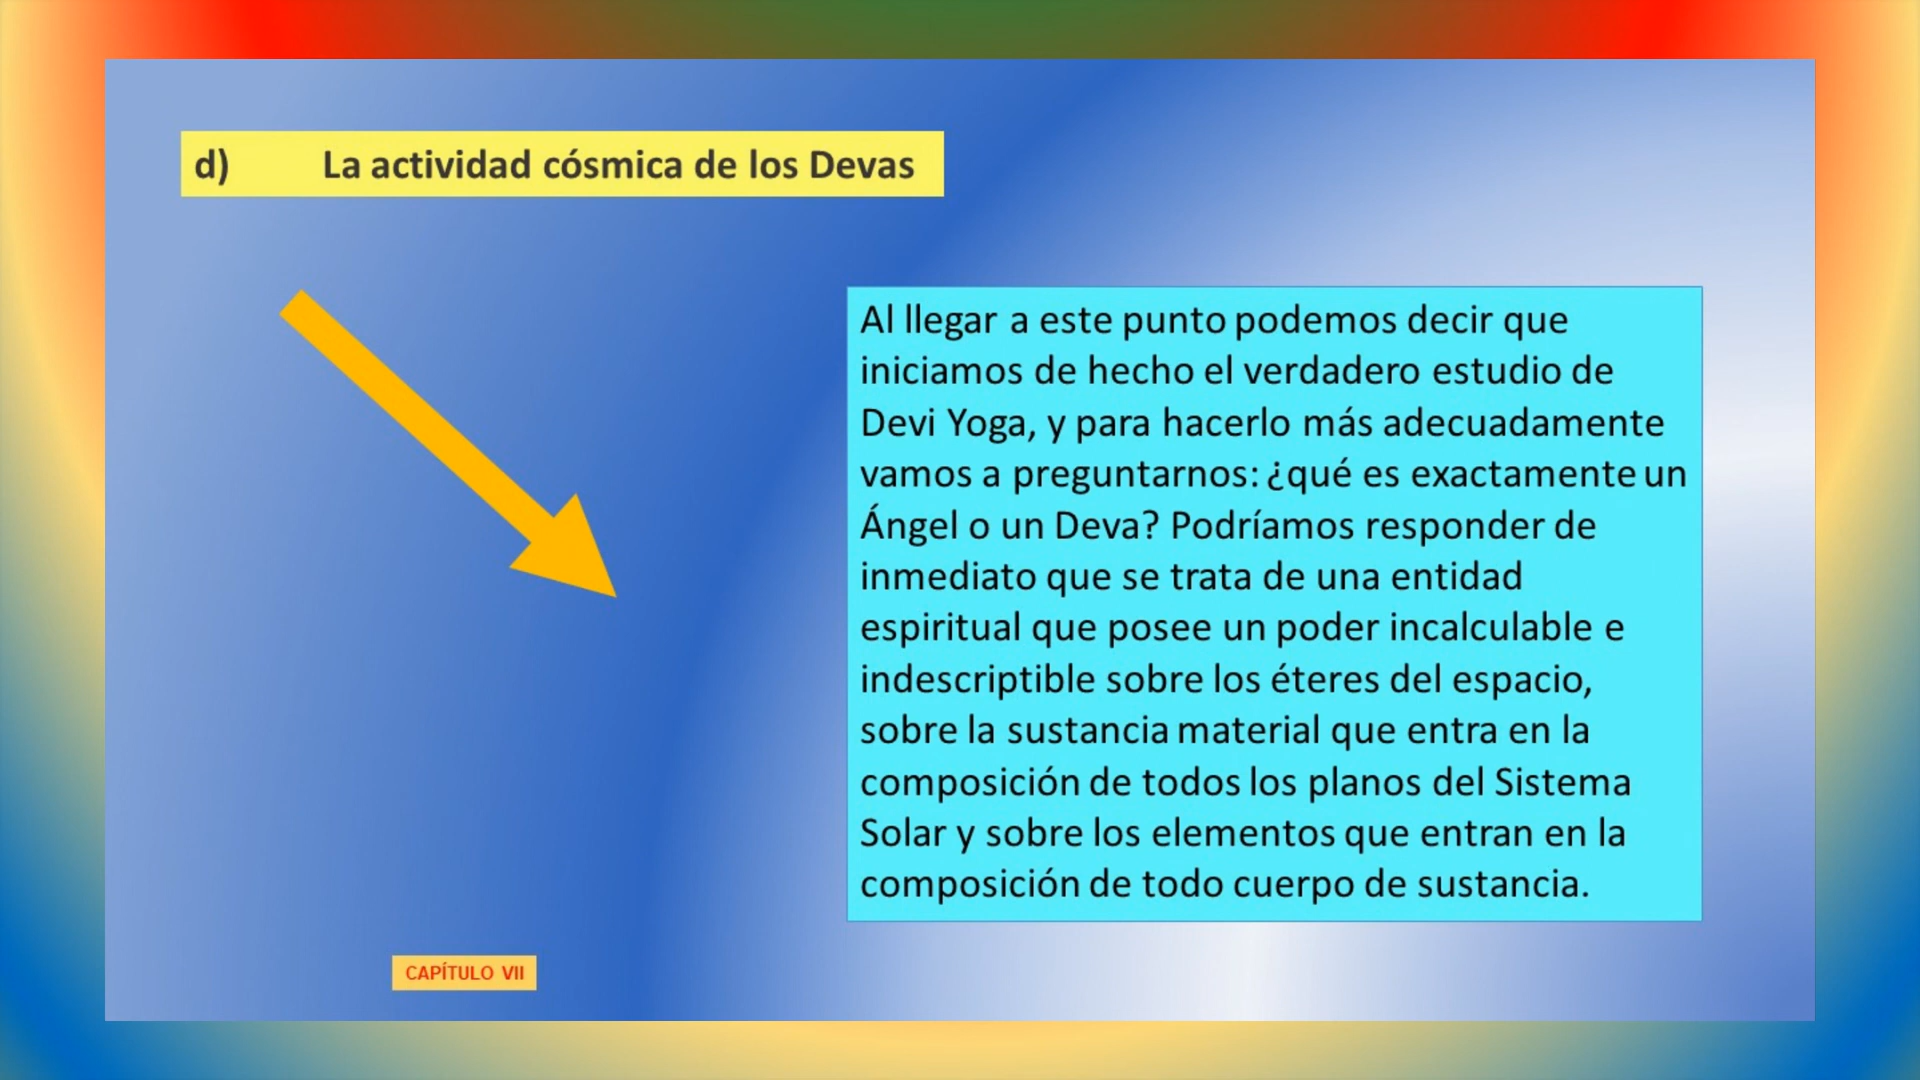 d) La actividad cósmica de los Devas
Al llegar a este punto podemos decir que
iniciamos de hecho el verdadero estudio de
Devi Yoga, y para hacerlo más adecuadamente
vamos a preguntarnos: ¿qué es exactamente un
Ángel o un Deva? Podríamos responder de
inmediato que se trata de una entidad
espiritual que posee un poder incalculable e
indescriptible sobre los éteres del espacio,
sobre la sustancia material que entra en la
composición de todos los planos del Sistema
Solar y sobre los elementos que entran en la
composición de todo cuerpo de sustancia.
CAPÍTULO VII